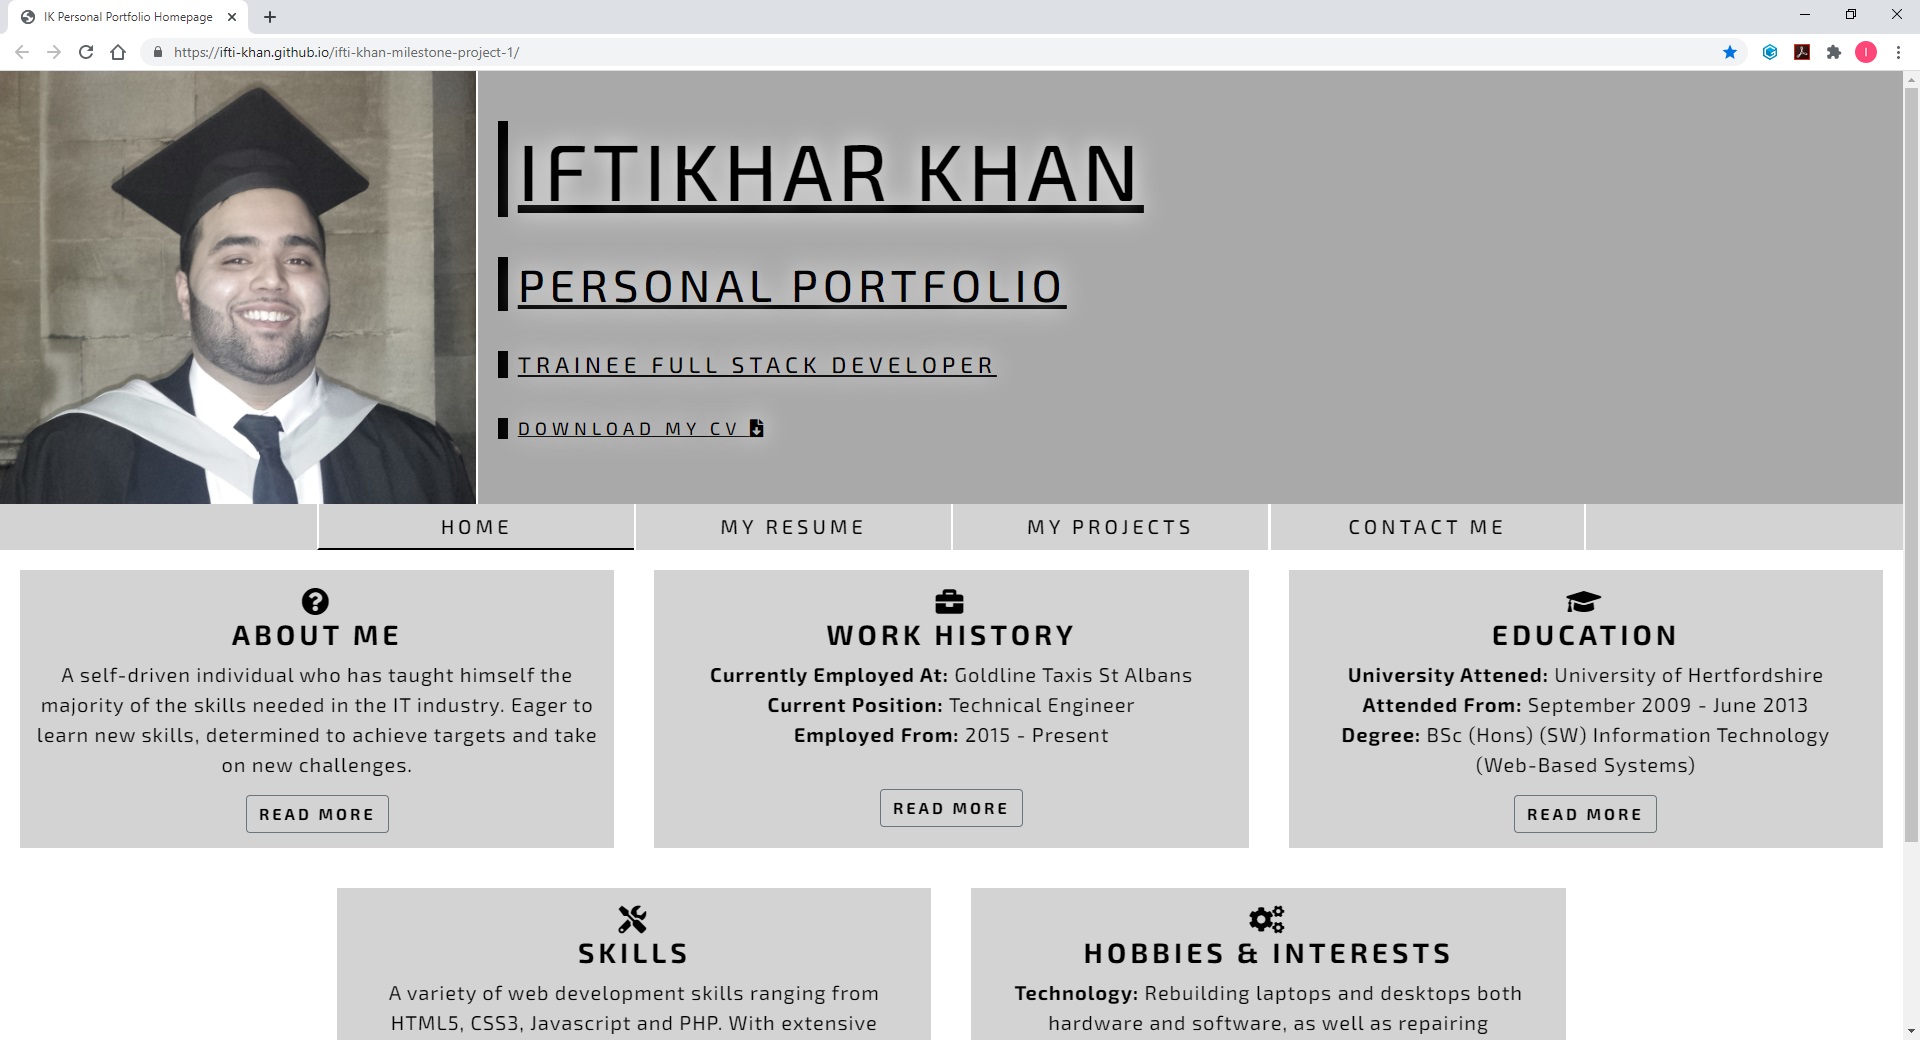 IK Personal Portfolio Homepage
https://ifti-khan.github.io/ifti-khan-milestone-project-1/
I
IFTIKHAR KHAN
PERSONAL PORTFOLIO
TRAINEE FULL STACK DEVELOPER
DOWNLOAD MY CV
HOME
MY RESUME
MY PROJECTS
CONTACT ME
ABOUT ME
A self-driven individual who has taught himself the
majority of the skills needed in the IT industry. Eager to
learn new skills, determined to achieve targets and take
on new challenges.
READ MORE
WORK HISTORY
Currently Employed At: Goldline Taxis St Albans
Current Position: Technical Engineer
Employed From: 2015 - Present
READ MORE
EDUCATION
University Attened: University of Hertfordshire
Attended From: September 2009 - June 2013
Degree: BSc (Hons) (SW) Information Technology
(Web-Based Systems)
READ MORE
SKILLS
A variety of web development skills ranging from
HTML5, CSS3, Javascript and PHP. With extensive
HOBBIES & INTERESTS
Technology: Rebuilding laptops and desktops both
hardware and software, as well as repairing